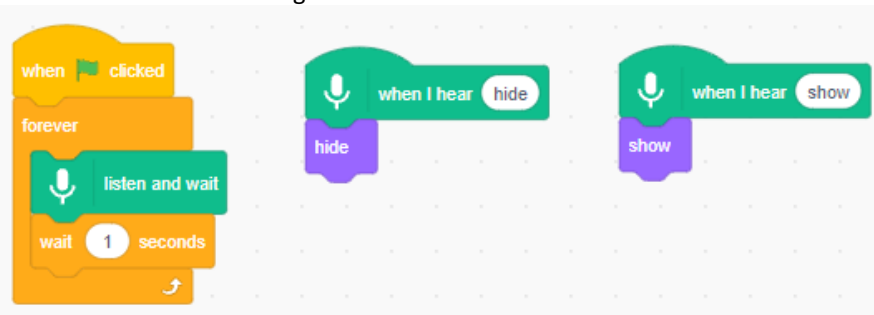 when clicked
forever
listen and wait
wait 1 seconds
when I hear hide
hide
when I hear show
show